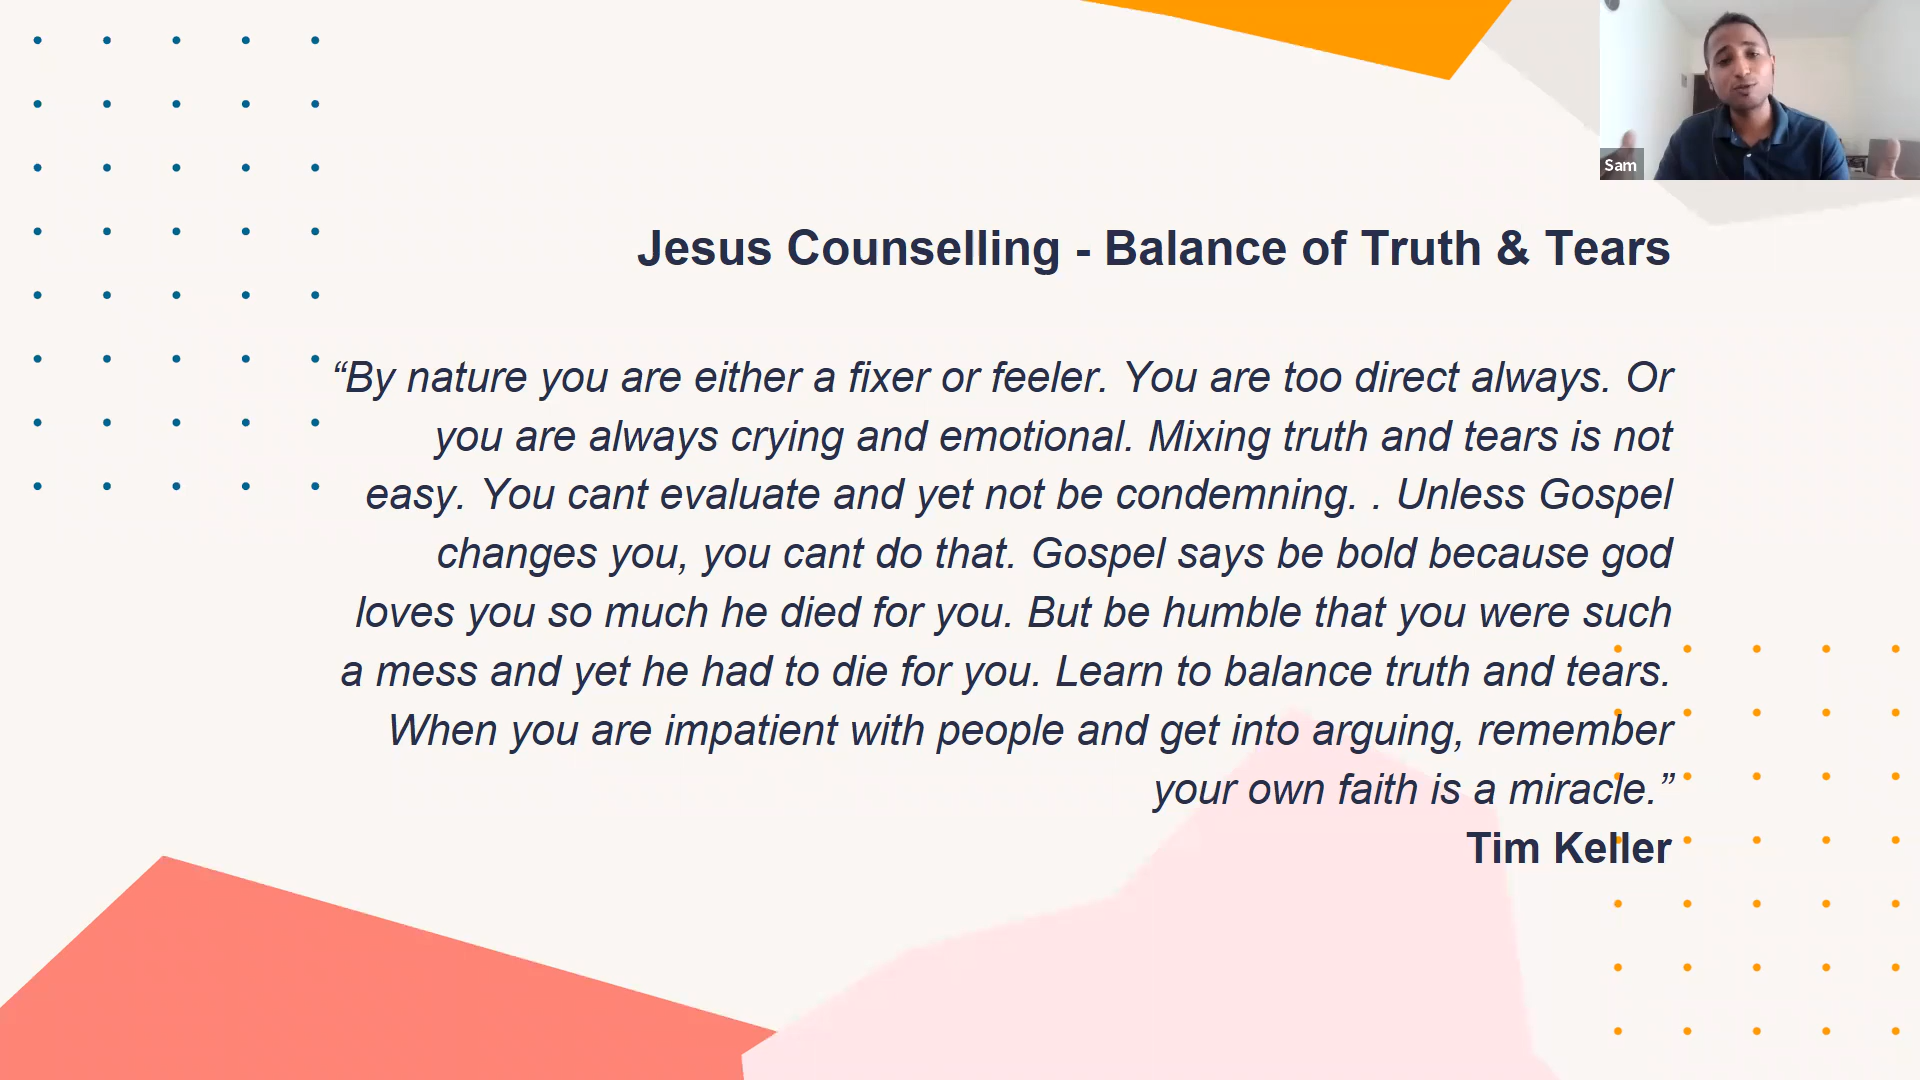 Sam
Jesus Counselling - Balance of Truth & Tears
“By nature you are either a fixer or feeler. You are too direct always. Or
you are always crying and emotional. Mixing truth and tears is not
easy. You cant evaluate and yet not be condemning. . Unless Gospel
changes you, you cant do that. Gospel says be bold because god
loves you so much he died for you. But be humble that you were such
a mess and yet he had to die for you. Learn to balance truth and tears.
When you are impatient with people and get into arguing, remember
your own faith is a miracle.”
Tim Keller